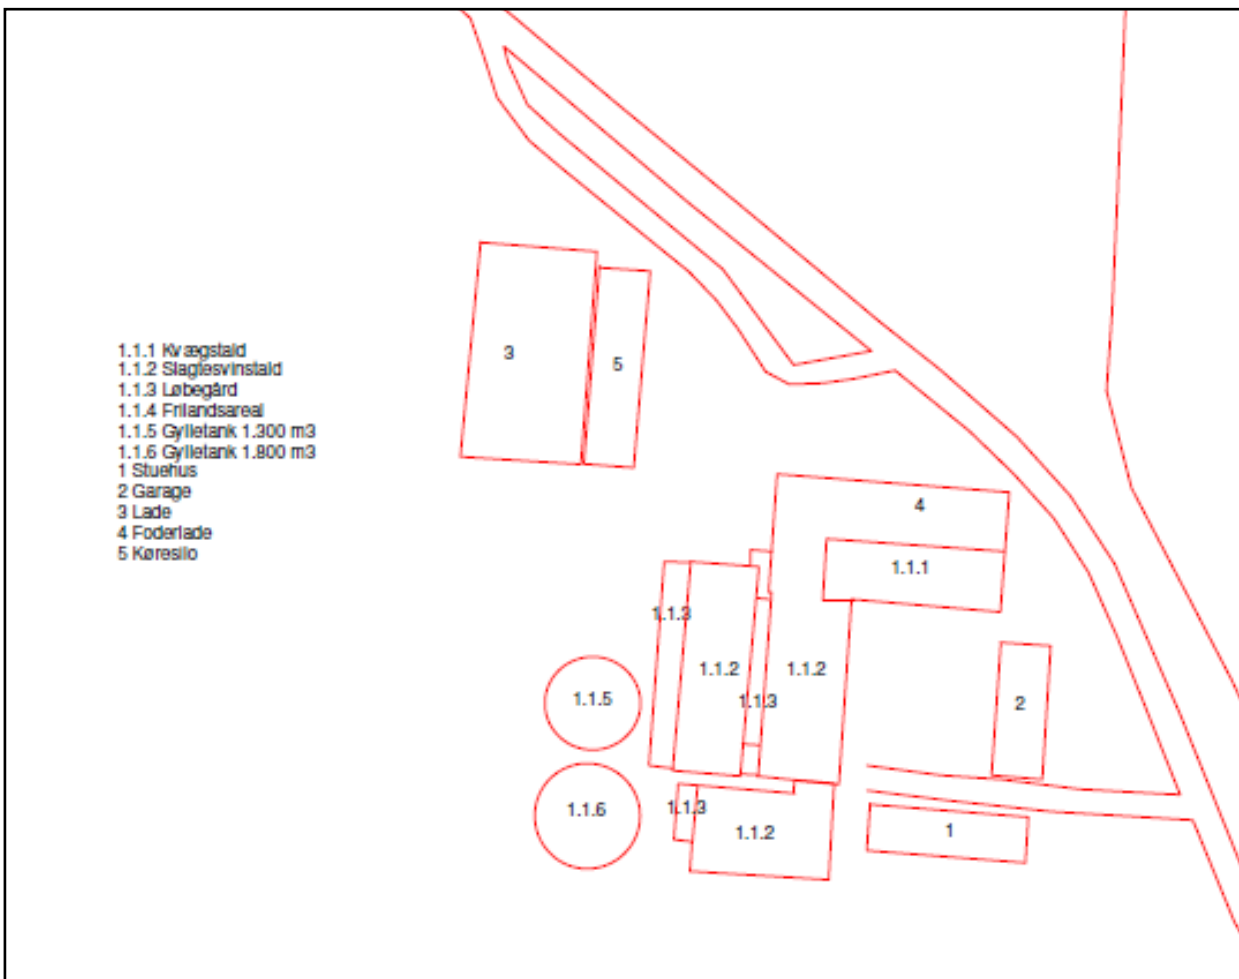 1.1.1 Kvægstald
1.1.2 Slagtesvinstald
1.1.3 Løbegård
1.1.4 Frilandsareal
1.1.5 Gylletank 1.300 m3
1.1.6 Gylletank 1.800 m3
1 Stuehus
2 Garage
3 Lade
4 Foderlade
5 Køresilo
3
5
4
1.1.1
1.1.3
1.1.2
1.1.2
1.1.5
1.1.3
2
1.1.6
1.1.3
1.1.2
1